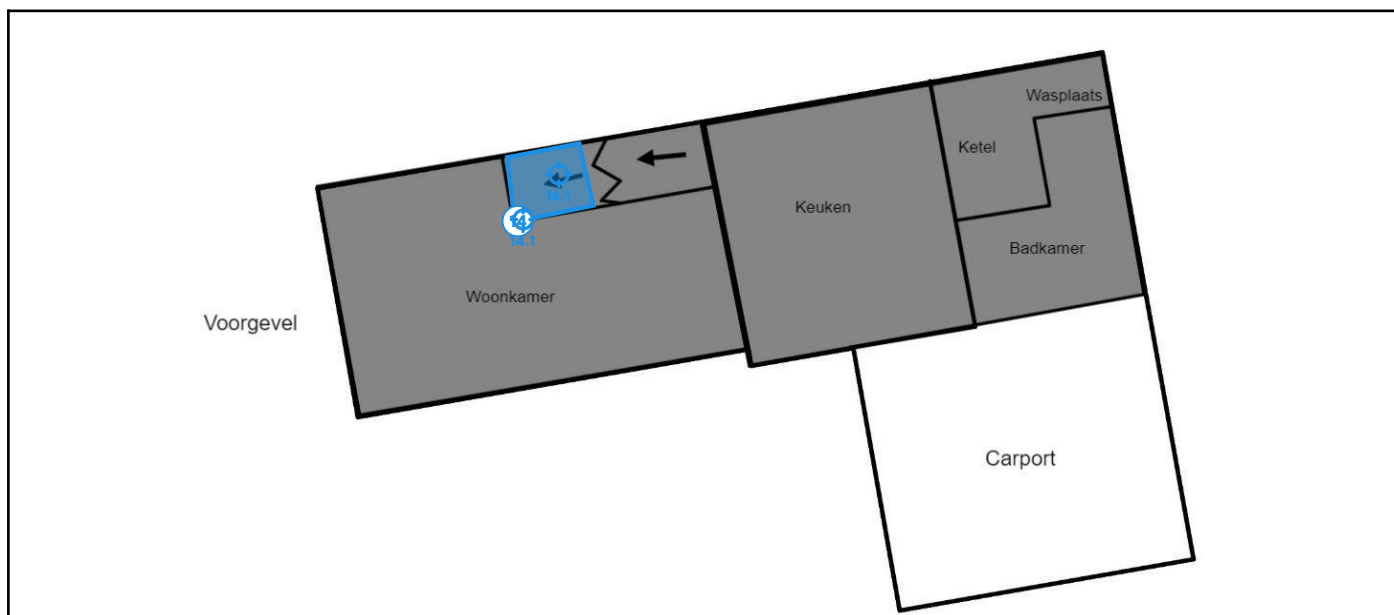 Wasplaats
Ketel
14.1
Keuken
14.1
Badkamer
Woonkamer
Voorgevel
Carport